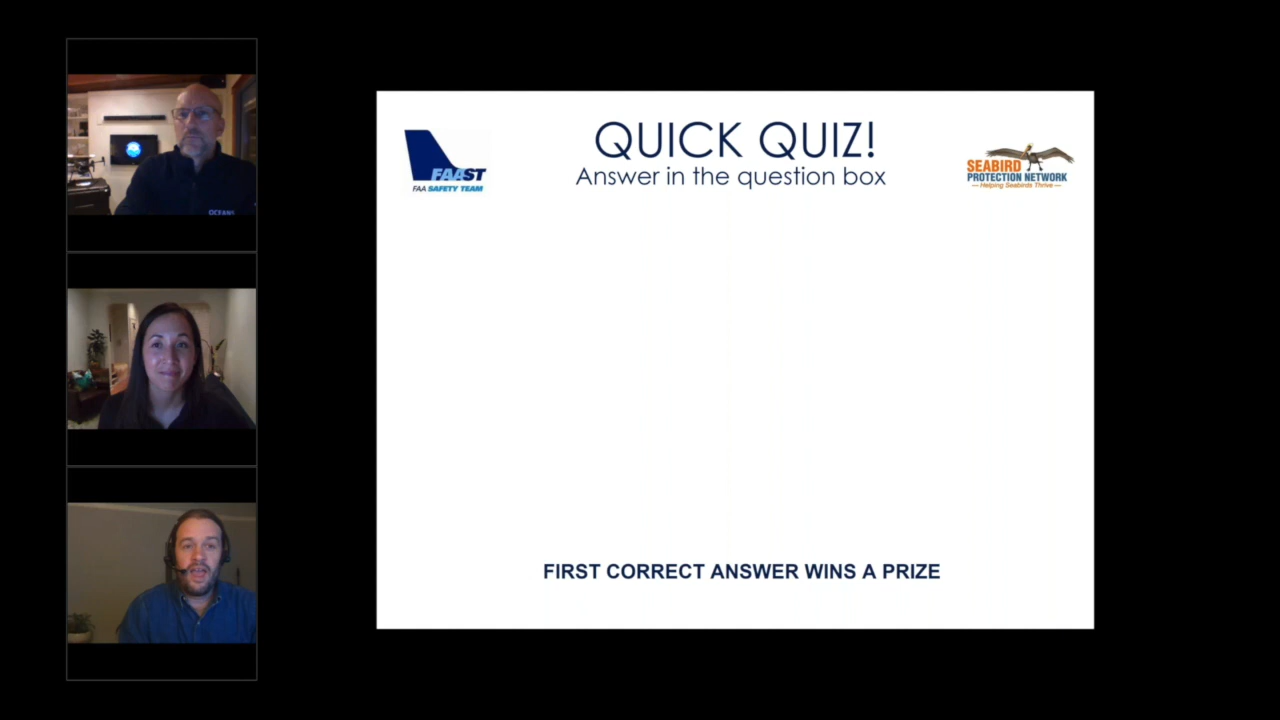 OCEANS
QUICK QUIZ!
Answer in the question box
FAAST
FAA SAFETY TEAM
SEABIRD
PROTECTION NETWORK
Helping Seabirds Thrive
FIRST CORRECT ANSWER WINS A PRIZE